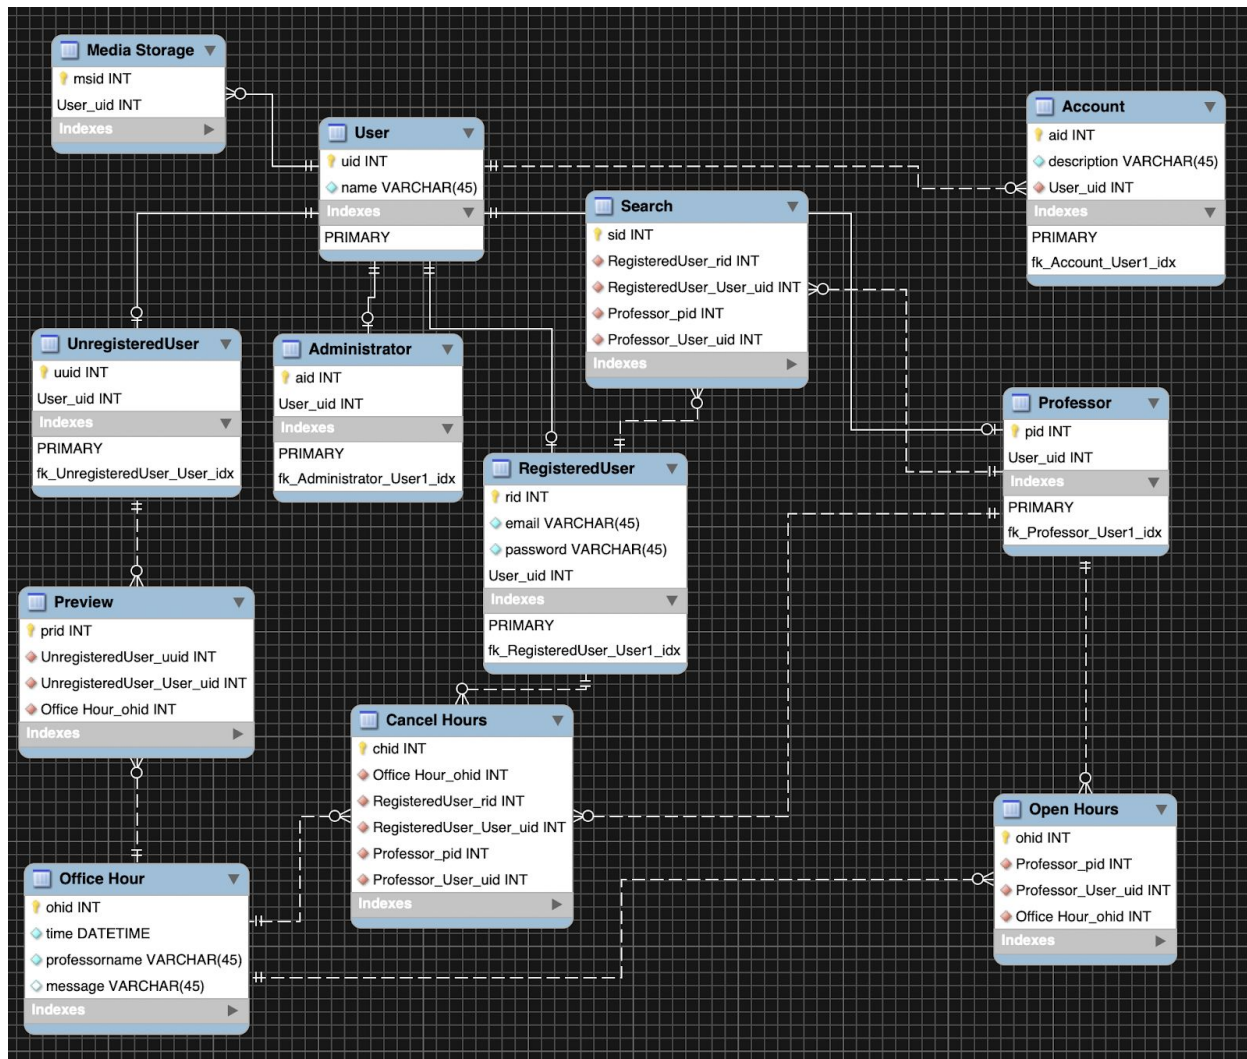 Media Storage
msid INT
User_uid INT
Indexes
User
uid INT
name VARCHAR(45)
Indexes
PRIMARY
Account
aid INT
description VARCHAR(45)
User_uid INT
Indexes
PRIMARY
fk_Account_User1_idx
Search
sid INT
RegisteredUser_rid INT
RegisteredUser_User_uid INT
Professor_pid INT
Professor_User_uid INT
Indexes
UnregisteredUser
uuid INT
User_uid INT
Indexes
PRIMARY
fk_UnregisteredUser_User_idx
Administrator
aid INT
User_uid INT
Indexes
PRIMARY
fk_Administrator_User1_idx
Professor
pid INT
User_uid INT
Indexes
PRIMARY
fk_Professor_User1_idx
RegisteredUser
rid INT
email VARCHAR(45)
password VARCHAR(45)
User_uid INT
Indexes
PRIMARY
fk_RegisteredUser_User1_idx
Preview
prid INT
UnregisteredUser_uuid INT
UnregisteredUser_User_uid INT
Office Hour_ohid INT
Indexes
Cancel Hours
chid INT
Office Hour_ohid INT
RegisteredUser_rid INT
RegisteredUser_User_uid INT
Professor_pid INT
Professor_User_uid INT
Indexes
Open Hours
ohid INT
Professor_pid INT
Professor_User_uid INT
Office Hour_ohid INT
Indexes
Office Hour
ohid INT
time DATETIME
professorname VARCHAR(45)
message VARCHAR(45)
Indexes